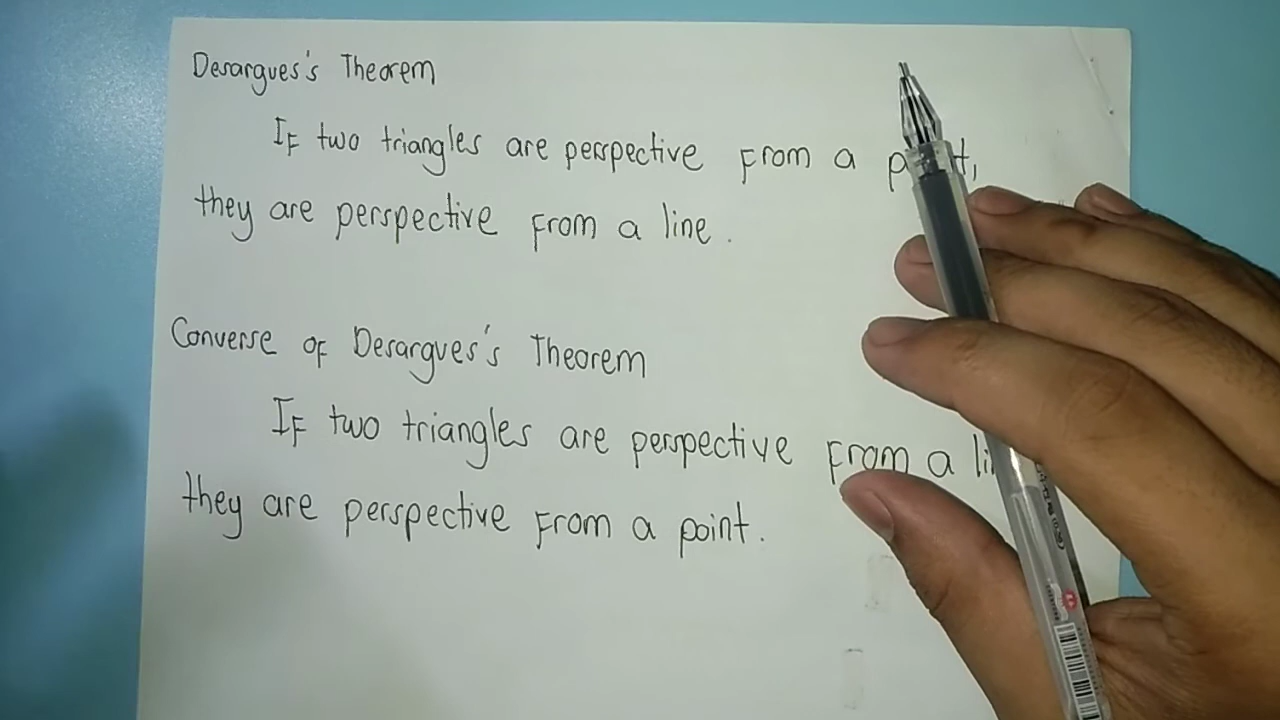 Desargues's Theorem
If two triangles are perspective from a
they are perspective from a line.
Converse of Desargues's Theorem
If two triangles are perspective from a
they are perspective from a point.